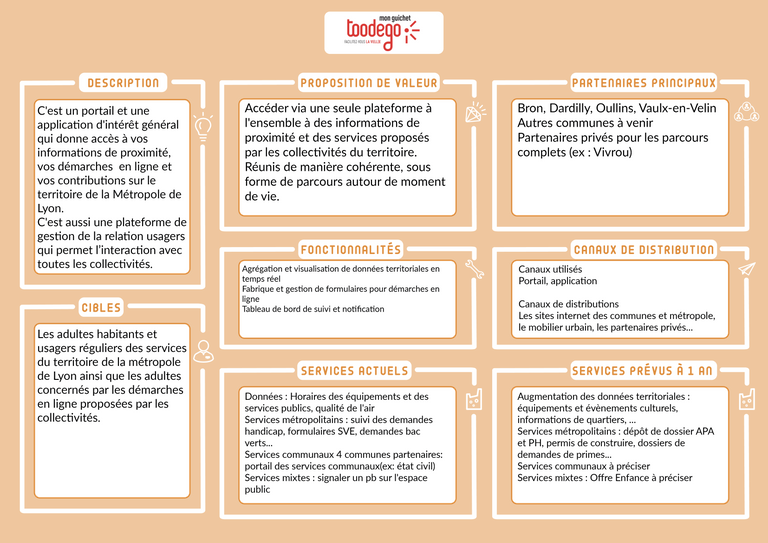 mon guichet
toodego
FACILITEZ-VOUS LA VILLE!
DESCRIPTION
C'est un portail et une
application d'intérêt général
qui donne accès à vos
informations de proximité,
vos démarches en ligne et
vos contributions sur le
territoire de la Métropole de
Lyon.
C'est aussi une plateforme de
gestion de la relation usagers
qui permet l'interaction avec
toutes les collectivités.
CIBLES
Les adultes habitants et
usagers réguliers des services
du territoire de la métropole
de Lyon ainsi que les adultes
concernés par les démarches
en ligne proposées par les
collectivités.
PROPOSITION DE VALEUR
Accéder via une seule plateforme à
l'ensemble à des informations de
proximité et des services proposés
par les collectivités du territoire.
Réunis de manière cohérente, sous
forme de parcours autour de moment
de vie.
FONCTIONNALITÉS
Agrégation et visualisation de données territoriales en
temps réel
Fabrique et gestion de formulaires pour démarches en
ligne
Tableau de bord de suivi et notification
SERVICES ACTUELS
Données : Horaires des équipements et des
services publics, qualité de l'air
Services métropolitains : suivi des demandes
handicap, formulaires SVE, demandes bac
verts...
Services communaux 4 communes partenaires:
portail des services communaux(ex: état civil)
Services mixtes : signaler un pb sur l'espace
public
PARTENAIRES PRINCIPAUX
Bron, Dardilly, Oullins, Vaulx-en-Velin
Autres communes à venir
Partenaires privés pour les parcours
complets (ex : Vivrou)
CANAUX DE DISTRIBUTION
Canaux utilisés
Portail, application
Canaux de distributions
Les sites internet des communes et métropole,
le mobilier urbain, les partenaires privés...
SERVICES PRÉVUS À 1 AN
Augmentation des données territoriales :
équipements et évènements culturels,
informations de quartiers, ...
Services métropolitains : dépôt de dossier APA
et PH, permis de construire, dossiers de
demandes de primes...
Services communaux à préciser
Services mixtes : Offre Enfance à préciser